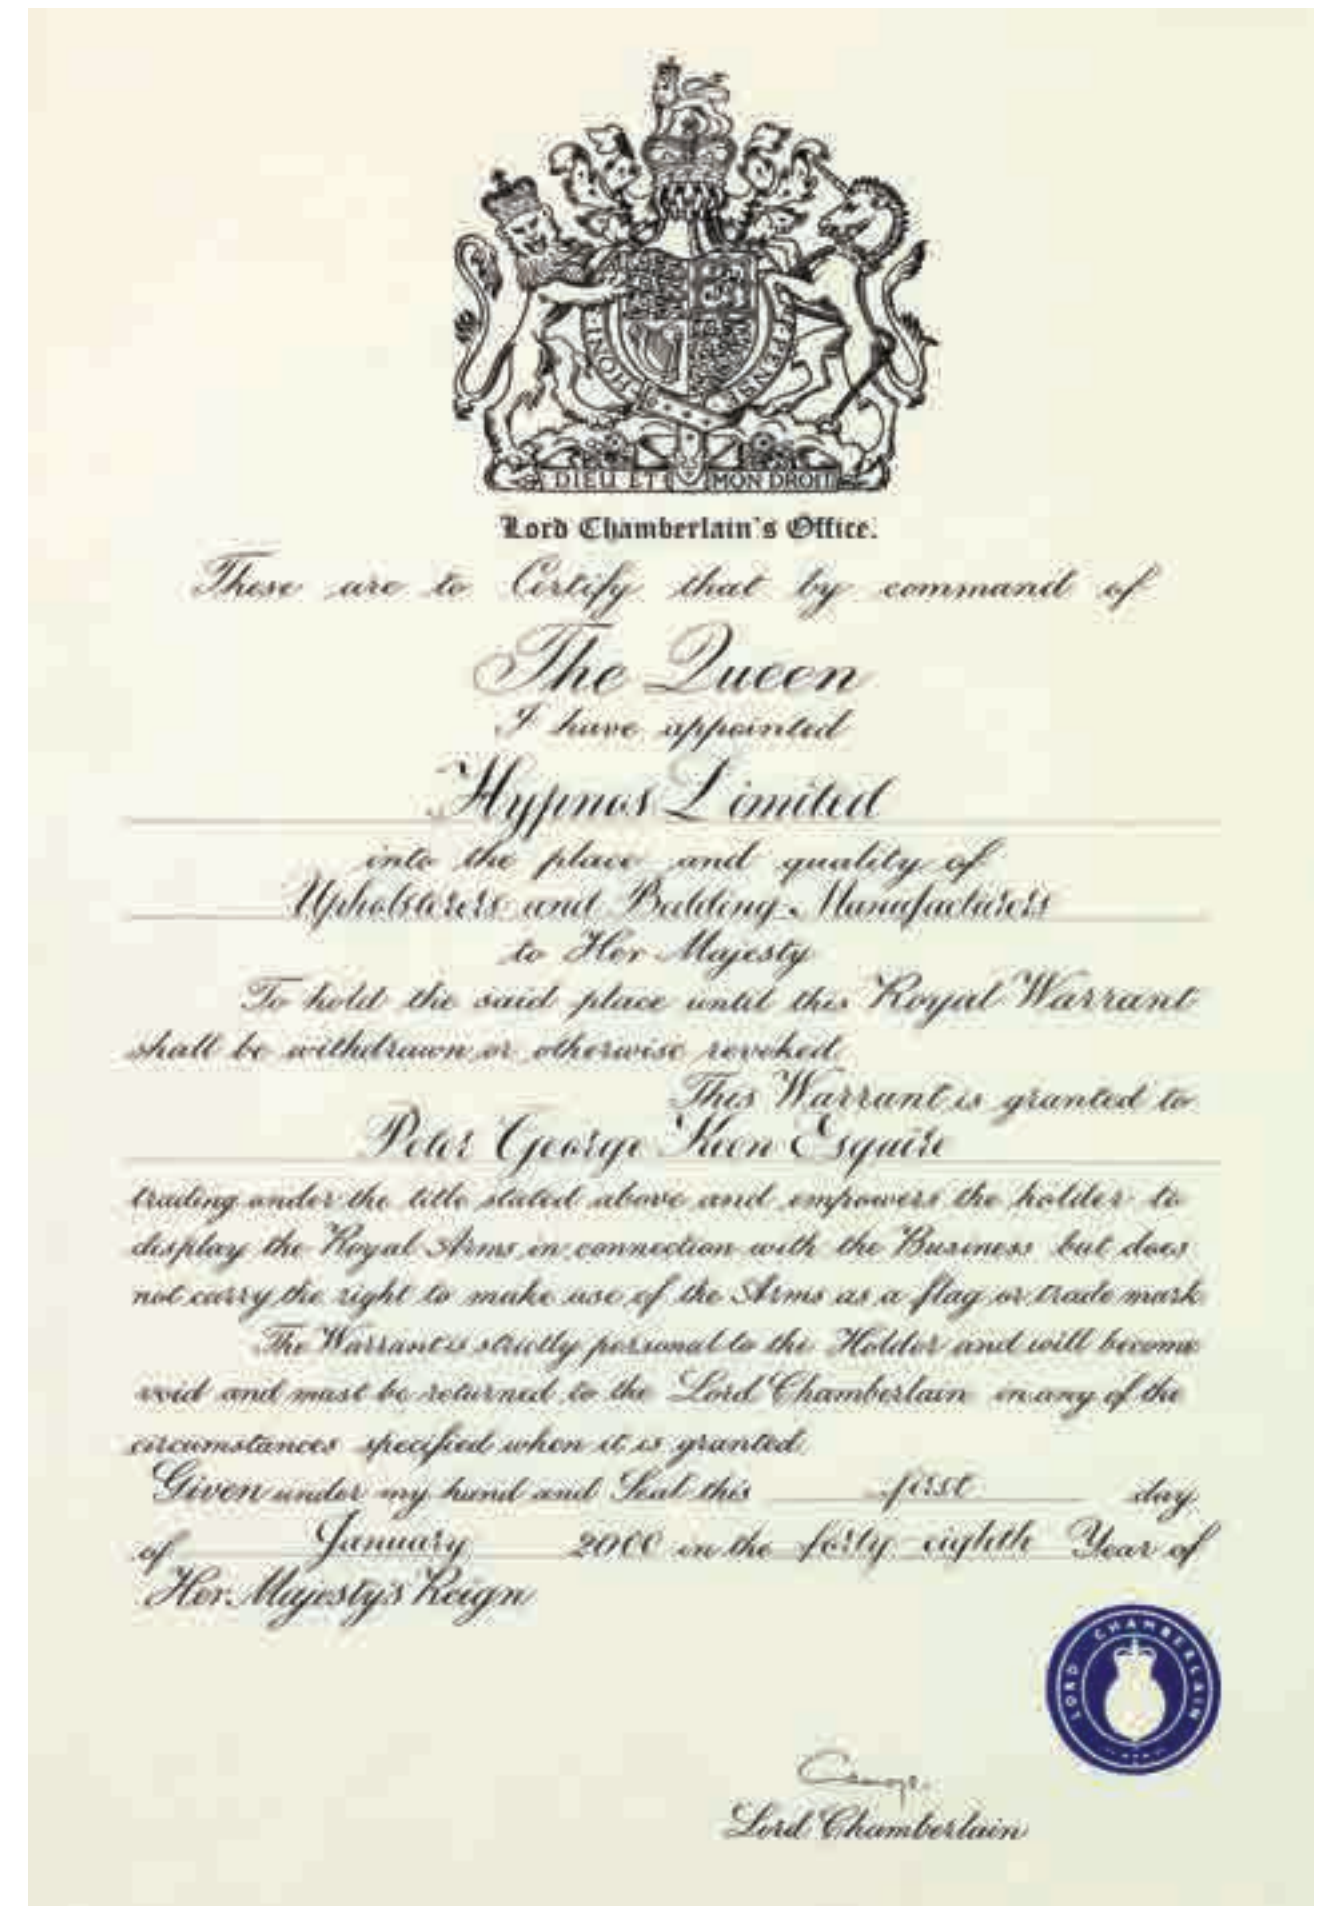 HONI
PENSE
DIEU ET MON DROIT
Lord Chamberlain's Office.
These are to Certify that by command of
The Queen
I have appointed
Hypnos Limited
into the place and quality of
Upholsterers and Bedding Manufacturers
to Her Majesty
To hold the said place until this Royal Warrant
shall be withdrawn or otherwise revoked.
This Warrant is granted to
Peter George Keen Esquire
trading under the title stated above and empowers the holder to
display the Royal Arms in connection with the Business but does
not carry the right to make use of the Arms as a flag or trade mark.
The Warrant is strictly personal to the Holder and will become
void and must be returned to the Lord Chamberlain in any of the
circumstances specified when it is granted.
Given under my hand and Seal this first day
of January 2000 in the forty-eighth Year of
Her Majesty's Reign
LORD CHAMBERLAIN
Lord Chamberlain